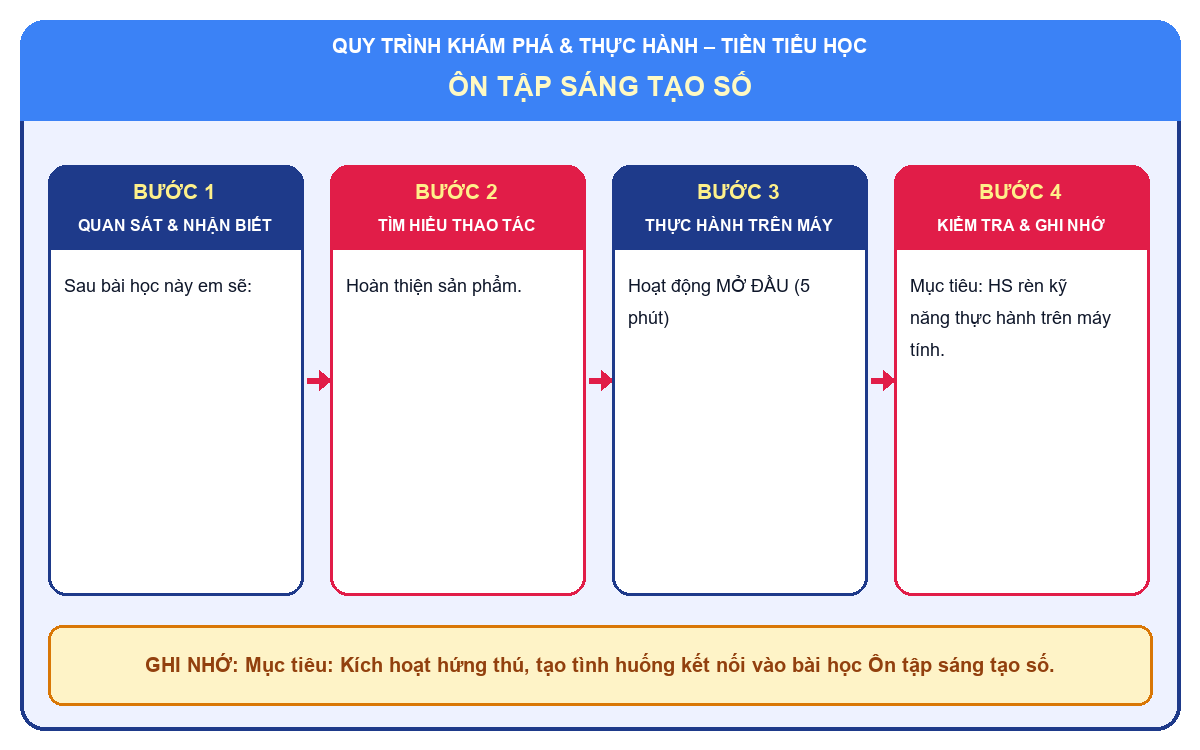 QUY TRÌNH KHÁM PHÁ & THỰC HÀNH – TIỀN TIỂU HỌC
ÔN TẬP SÁNG TẠO SỐ
BƯỚC 1
QUAN SÁT & NHẬN BIẾT
Sau bài học này em sẽ:
BƯỚC 2
TÌM HIỂU THAO TÁC
Hoàn thiện sản phẩm.
BƯỚC 3
THỰC HÀNH TRÊN MÁY
Hoạt động MỞ ĐẦU (5
phút)
BƯỚC 4
KIỂM TRA & GHI NHỚ
Mục tiêu: HS rèn kỹ
năng thực hành trên máy
tính.
GHI NHỚ: Mục tiêu: Kích hoạt hứng thú, tạo tình huống kết nối vào bài học Ôn tập sáng tạo số.